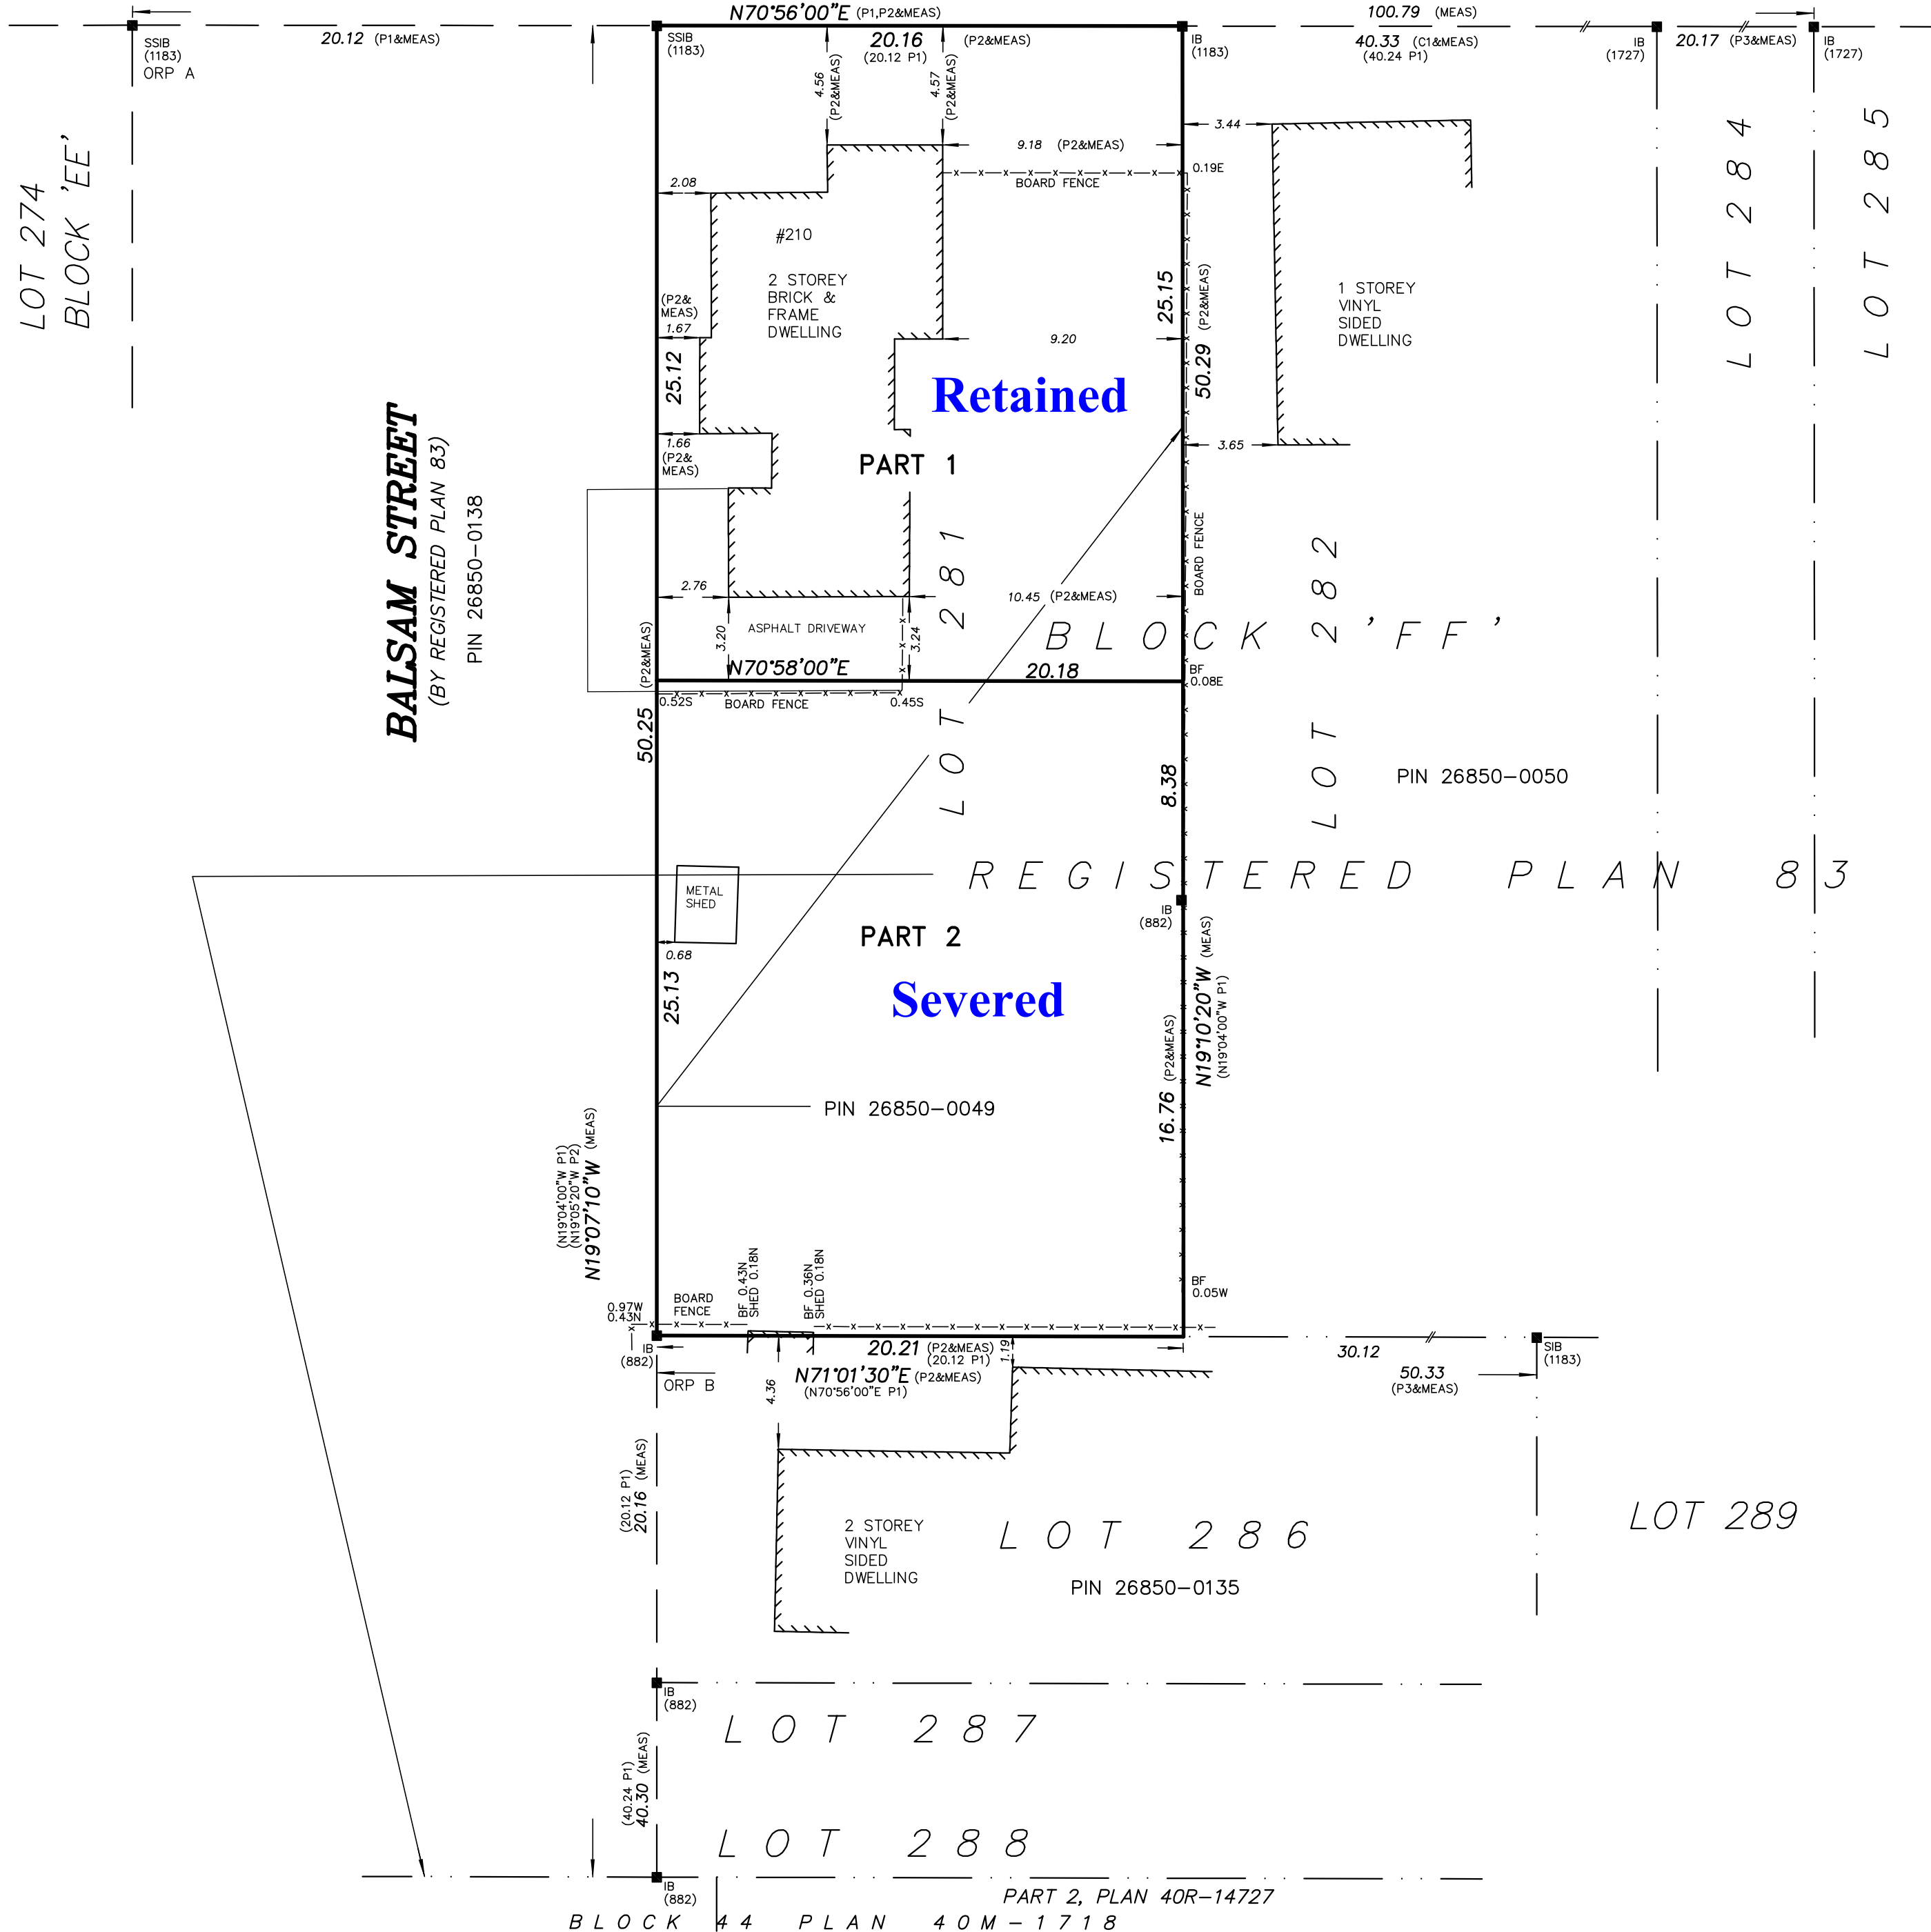 N70°56'00"E (P1,P2&MEAS)
100.79 (MEAS)
20.12 (P1&MEAS)
20.16 (P2&MEAS)
(20.12 P1)
40.33 (C1&MEAS)
(40.24 P1)
20.17 (P3&MEAS)
SSIB
(1183)
ORP A
SSIB
(1183)
IB
(1183)
IB
(1727)
IB
(1727)
LOT 274
BLOCK 'EE'
4.56
(P2&MEAS)
4.57
(P2&MEAS)
3.44
9.18 (P2&MEAS)
0.19E
BOARD FENCE
2.08
#210
2 STOREY
BRICK &
FRAME
DWELLING
1 STOREY
VINYL
SIDED
DWELLING
LOT 284
LOT 285
(P2&
MEAS)
1.67
25.12
9.20
25.15
50.29 (P2&MEAS)
Retained
1.66
(P2&
MEAS)
3.65
PART 1
BALSAM STREET
(BY REGISTERED PLAN 83)
PIN 26850-0138
BOARD FENCE
LOT 281
LOT 282
2.76
10.45 (P2&MEAS)
3.20
ASPHALT DRIVEWAY
3.24
BLOCK 'FF'
N70°58'00"E
20.18
BF
0.08E
0.52S
BOARD FENCE
0.45S
50.25 (P2&MEAS)
8.38
PIN 26850-0050
REGISTERED PLAN 83
METAL
SHED
0.68
IB
(882)
PART 2
Severed
25.13
16.76 (P2&MEAS)
N19°10'20"W (MEAS)
(N19°04'00"W P1)
PIN 26850-0049
(N19°04'00"W P1)
(N19°05'20"W P2)
N19°07'10"W (MEAS)
BF 0.43N
SHED 0.18N
BF 0.36N
SHED 0.18N
BF
0.05W
0.97W
0.43N
BOARD
FENCE
IB
(882)
20.21 (P2&MEAS)
(20.12 P1)
1.19
30.12
SIB
(1183)
ORP B
N71°01'30"E (P2&MEAS)
(N70°56'00"E P1)
4.36
50.33
(P3&MEAS)
(20.12 P1)
20.16 (MEAS)
2 STOREY
VINYL
SIDED
DWELLING
LOT 286
LOT 289
PIN 26850-0135
IB
(882)
LOT 287
(40.24 P1)
40.30 (MEAS)
LOT 288
IB
(882)
PART 2, PLAN 40R-14727
BLOCK 44 PLAN 40M-1718